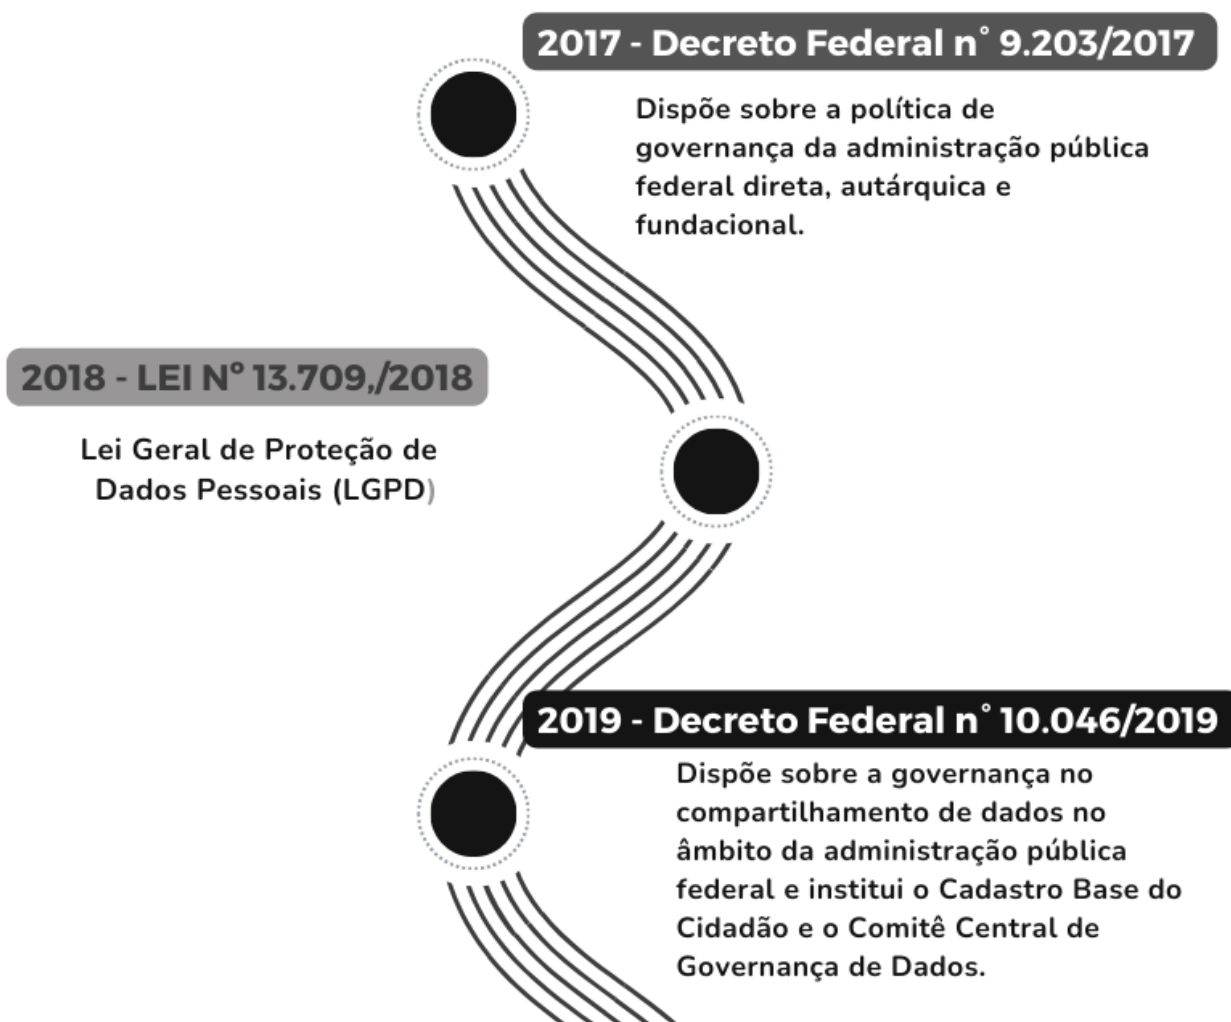 2017 - Decreto Federal n° 9.203/2017
Dispõe sobre a política de
governança da administração pública
federal direta, autárquica e
fundacional.
2018 - LEI Nº 13.709,/2018
Lei Geral de Proteção de
Dados Pessoais (LGPD)
2019 - Decreto Federal n° 10.046/2019
Dispõe sobre a governança no
compartilhamento de dados no
âmbito da administração pública
federal e institui o Cadastro Base do
Cidadão e o Comitê Central de
Governança de Dados.